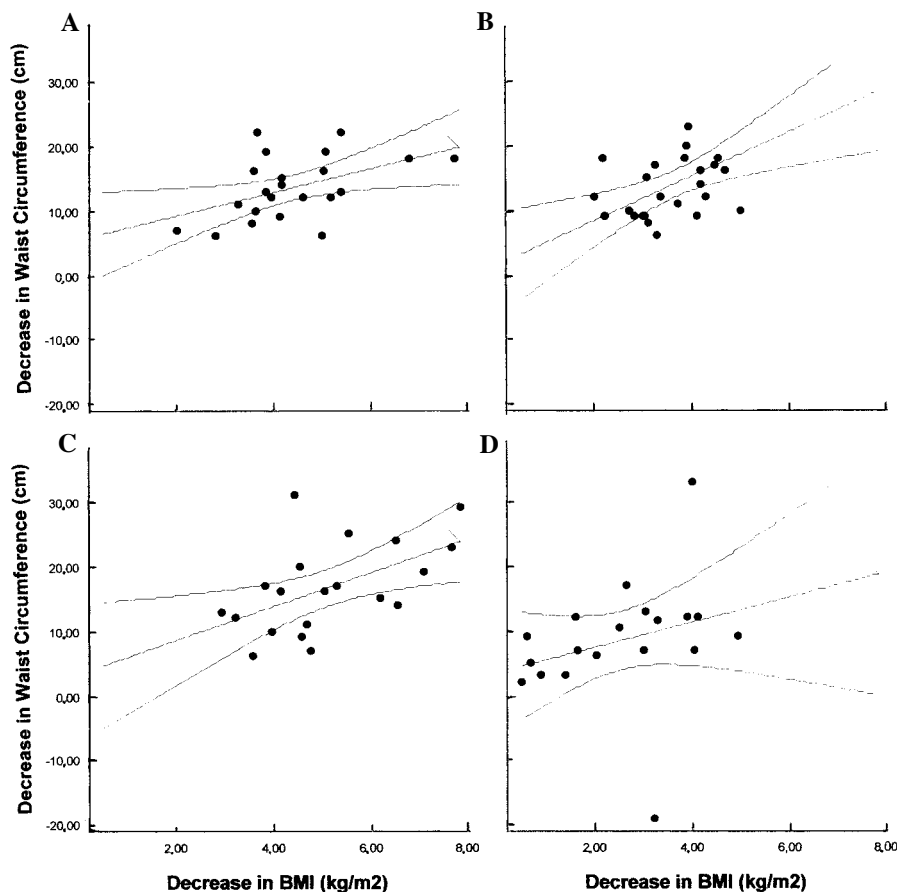 A
B
Decrease in Waist Circumference (cm)
30,00
20,00
10,00
0,00
-10,00
-20,00
C
D
Decrease in Waist Circumference (cm)
30,00
20,00
10,00
0,00
-10,00
-20,00
2,00
4,00
6,00
8,00
2,00
4,00
6,00
8,00
Decrease in BMI (kg/m2)
Decrease in BMI (kg/m2)